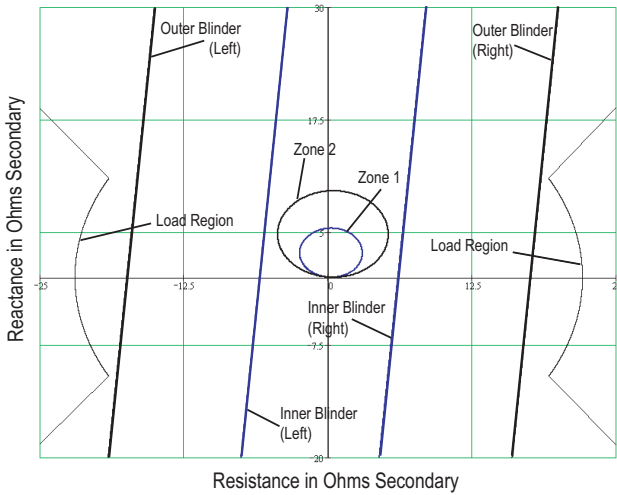 30
Outer Blinder
(Left)
Outer Blinder
(Right)
17.5
Zone 2
Zone 1
Load Region
5
Load Region
−25
−12.5
0
12.5
2
Inner Blinder
(Right)
−7.5
Inner Blinder
(Left)
−20
Reactance in Ohms Secondary
Resistance in Ohms Secondary